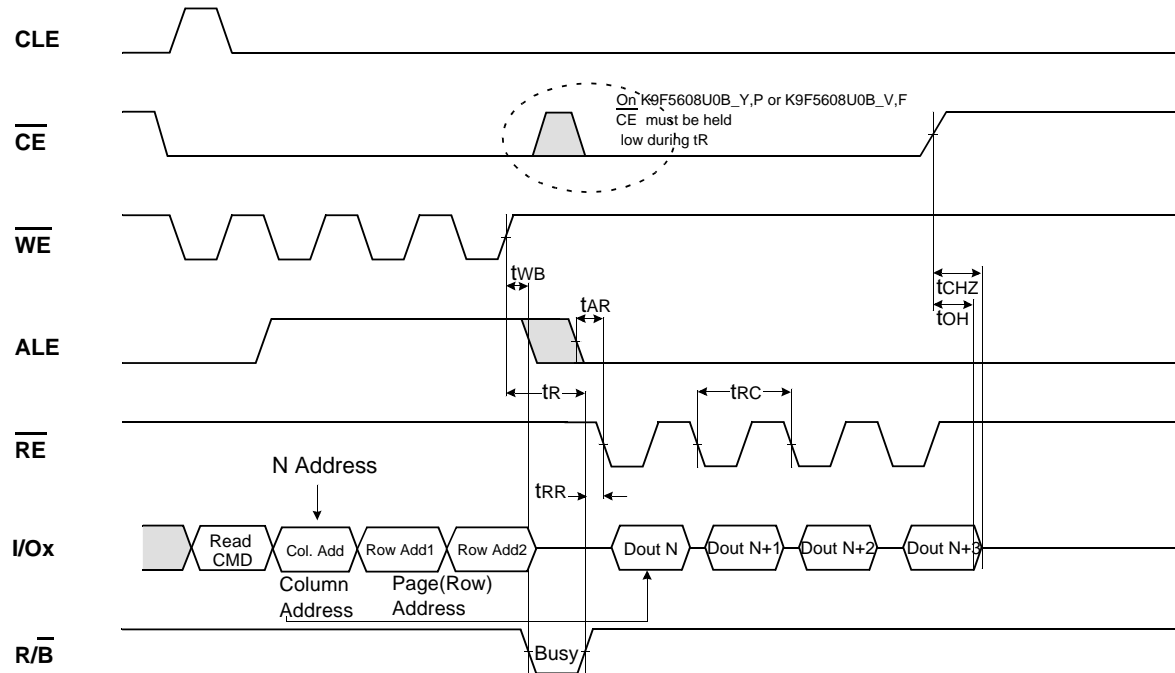 CLE
On K9F5608U0B_Y,P or K9F5608U0B_V,F
CE must be held
low during tR
CE
WE
tWB
tCHZ
tAR
tOH
ALE
tR
tRC
RE
N Address
tRR
I/Ox
Read
CMD
Col. Add
Row Add1
Row Add2
Dout N
Dout N+1
Dout N+2
Dout N+3
Column
Address
Page(Row)
Address
R/B
Busy